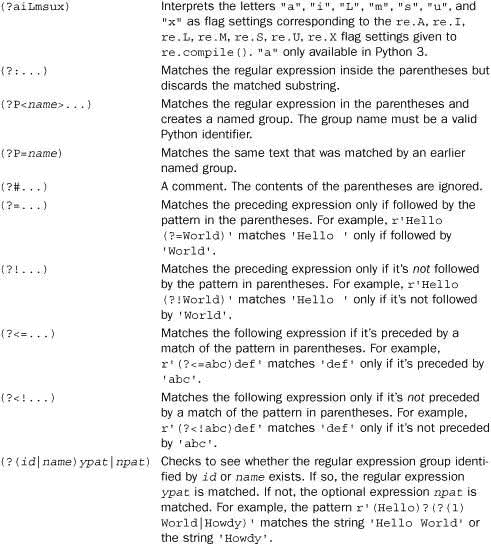 (?aiLmsux) Interprets the letters "a", "i", "L", "m", "s", "u", and
"x" as flag settings corresponding to the re.A, re.I,
re.L, re.M, re.S, re.U, re.X flag settings given to
re.compile(). "a" only available in Python 3.
(?:...) Matches the regular expression inside the parentheses but
discards the matched substring.
(?P<name>...) Matches the regular expression in the parentheses and
creates a named group. The group name must be a valid
Python identifier.
(?P=name) Matches the same text that was matched by an earlier
named group.
(?#...) A comment. The contents of the parentheses are ignored.
(?=...) Matches the preceding expression only if followed by the
pattern in the parentheses. For example, r'Hello
(?=World)' matches 'Hello ' only if followed by
'World'.
(?!...) Matches the preceding expression only if it's not followed
by the pattern in parentheses. For example, r'Hello
(?!World)' matches 'Hello ' only if it's not followed
by 'World'.
(?<=...) Matches the following expression if it's preceded by a
match of the pattern in parentheses. For example,
r'(?<=abc)def' matches 'def' only if it's preceded by
'abc'.
(?<!...) Matches the following expression only if it's not
preceded by a match of the pattern in parentheses. For example,
r'(?<!abc)def' matches 'def' only if it's not preceded
by 'abc'.
(?(id|name)ypat|npat) Checks to see whether the regular expression group identi-
fied by id or name exists. If so, the regular expression
ypat is matched. If not, the optional expression npat is
matched. For example, the pattern r'(Hello)?(?(1)
World|Howdy)' matches the string 'Hello World' or
the string 'Howdy'.